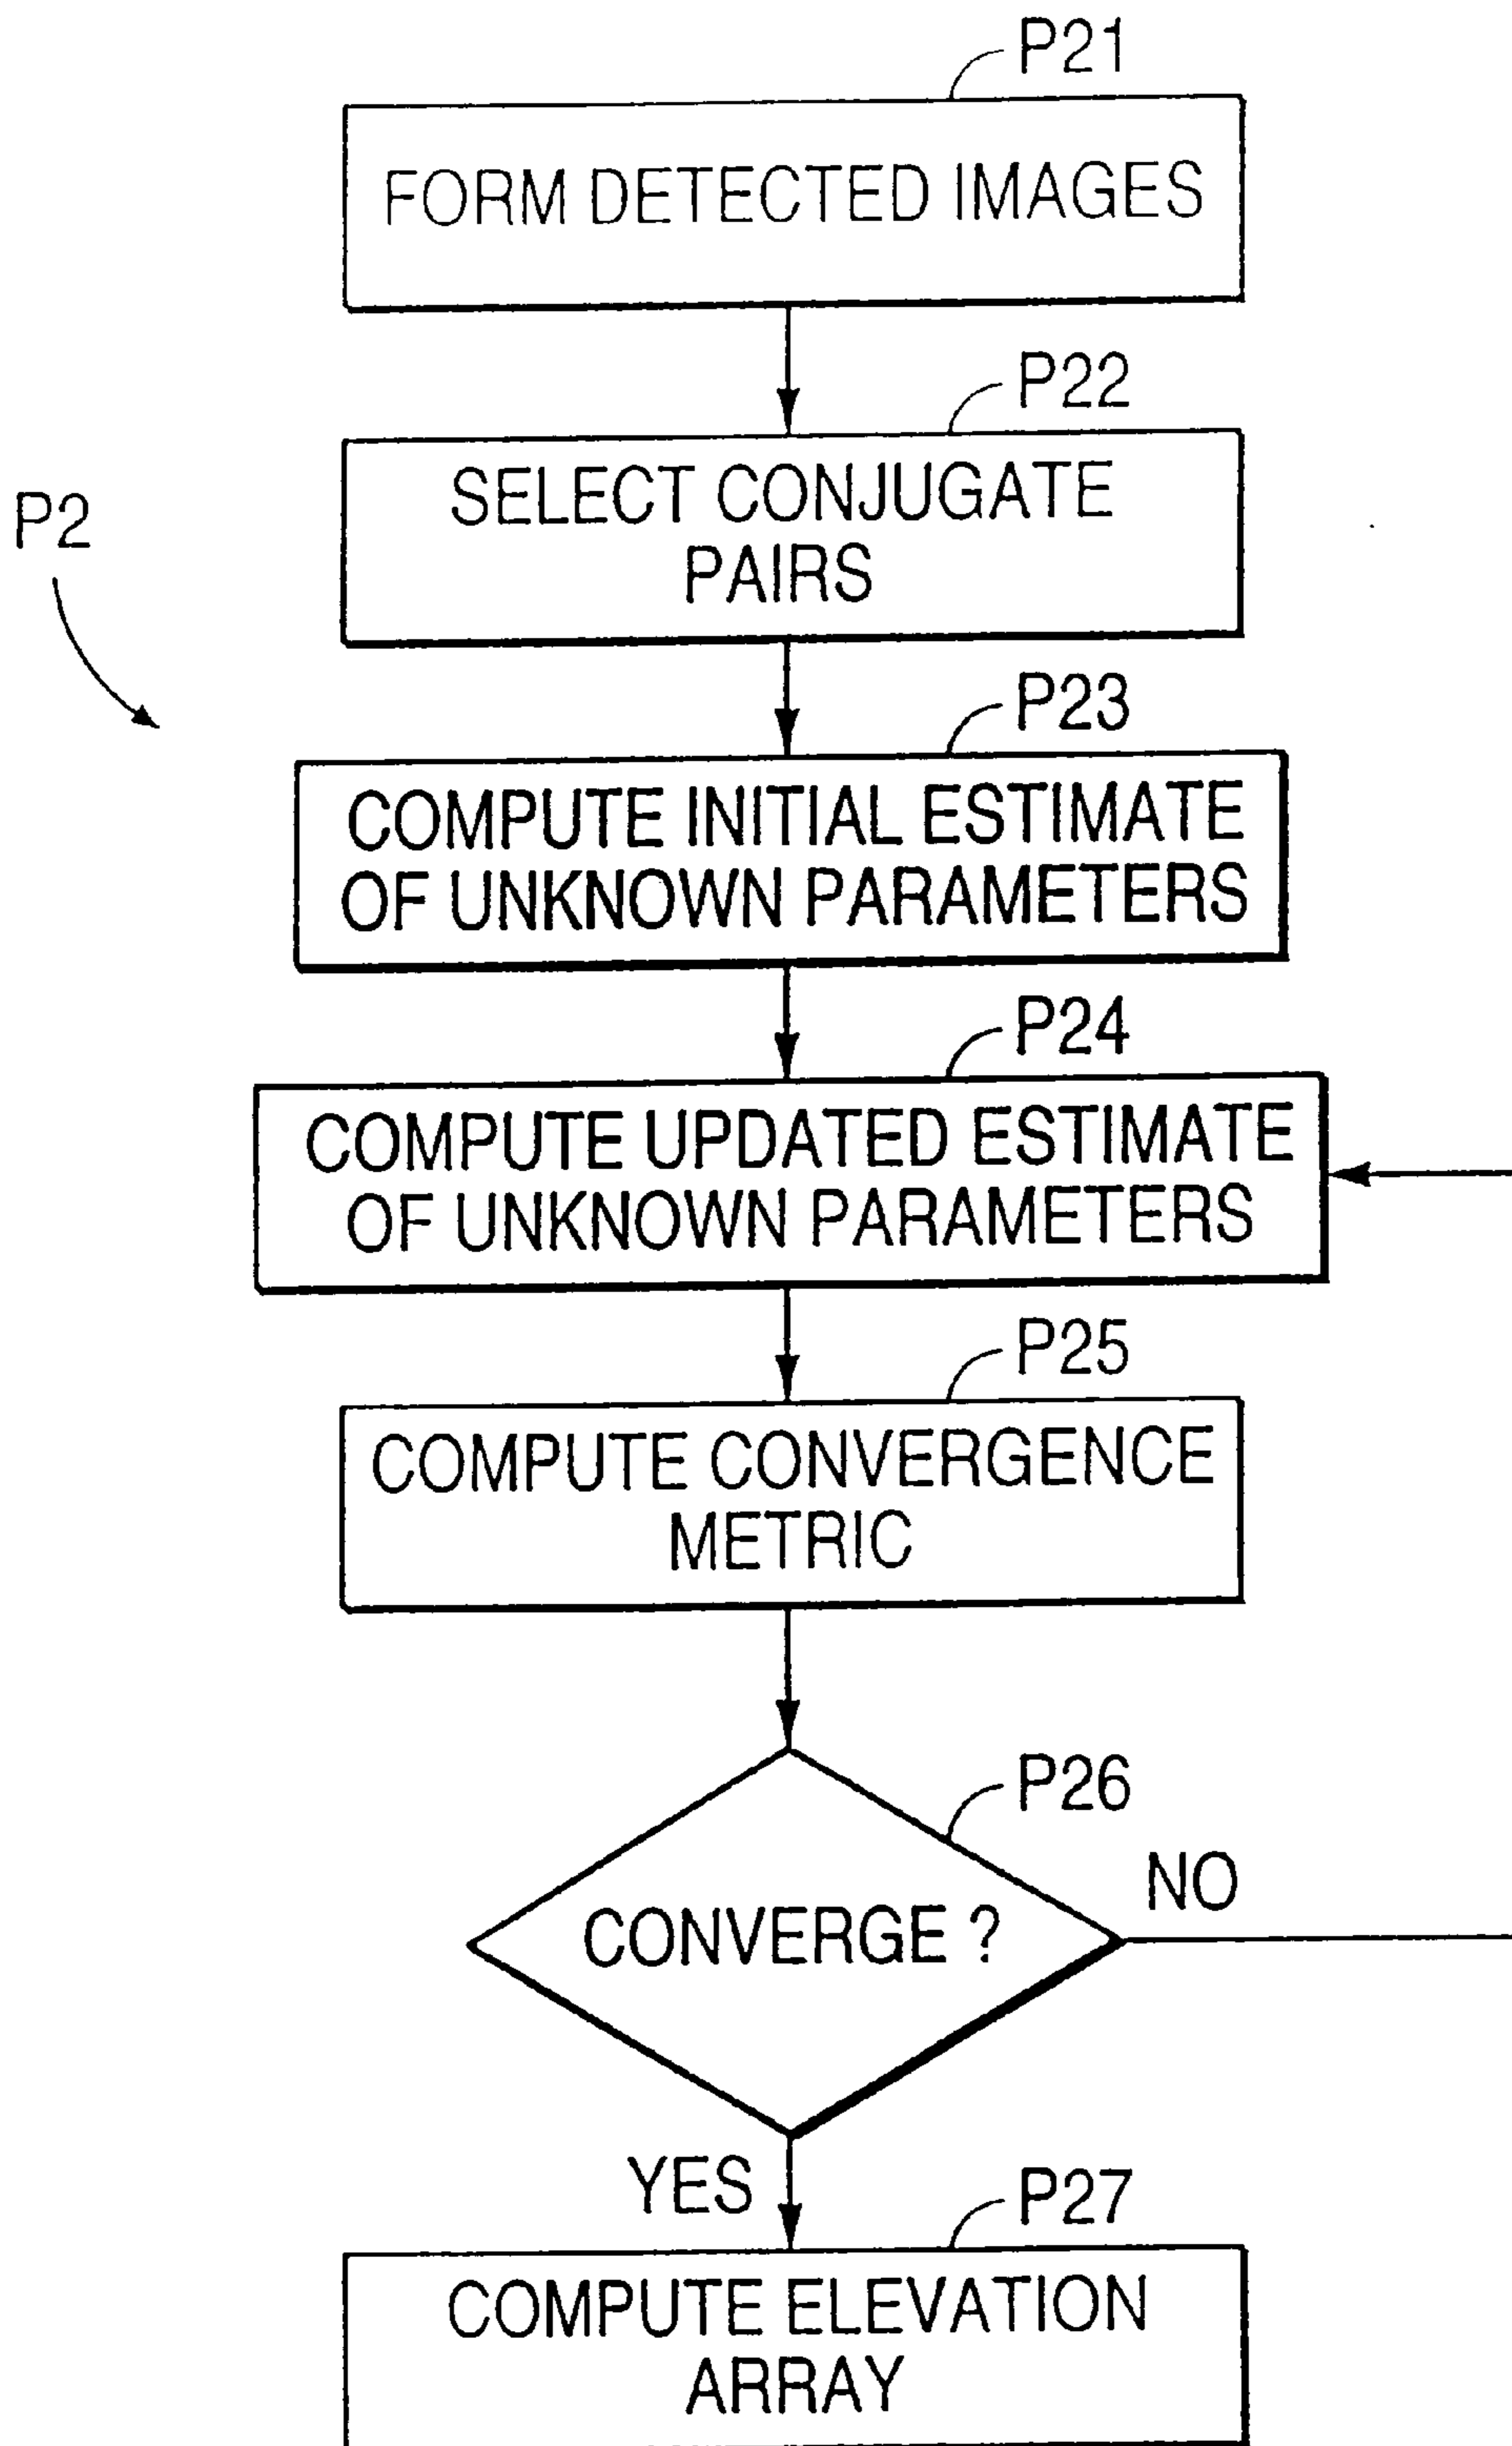 P21
FORM DETECTED IMAGES
P22
SELECT CONJUGATE
PAIRS
P2
P23
COMPUTE INITIAL ESTIMATE
OF UNKNOWN PARAMETERS
P24
COMPUTE UPDATED ESTIMATE
OF UNKNOWN PARAMETERS
P25
COMPUTE CONVERGENCE
METRIC
P26
NO
CONVERGE ?
YES
P27
COMPUTE ELEVATION
ARRAY